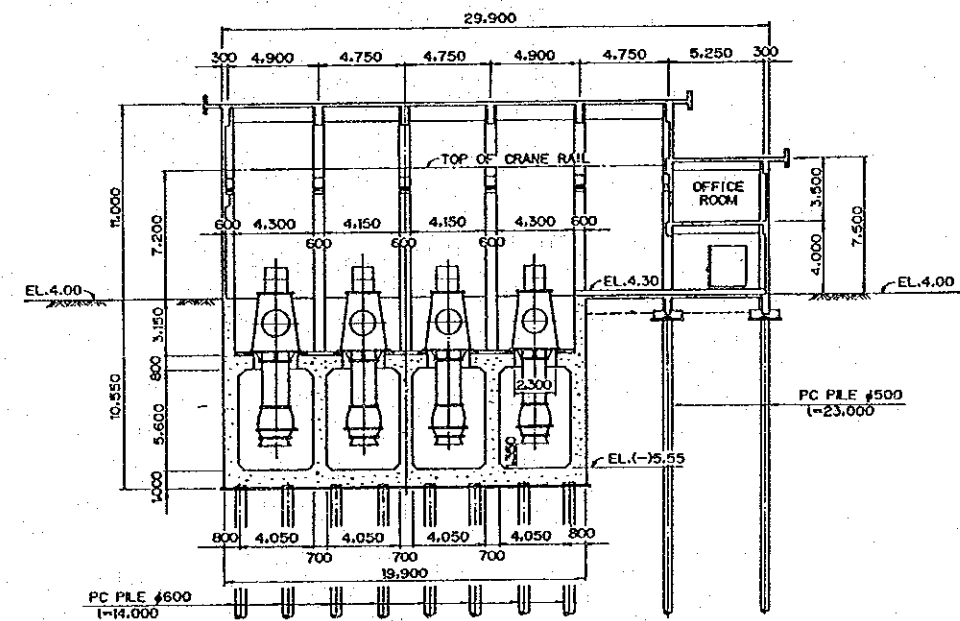 29.900
300 4.900 4.750 4.750 4.900 4.750 5.250 300
TOP OF CRANE RAIL
OFFICE
ROOM
11.000
7.200
3.500
4.000
7.500
600 4.300 4.150 4.150 4.300 600
600 600 600
EL.4.00
EL.4.30
EL.4.00
3.150
800
10.550
5.600
1.000
2.300
1.350
PC PILE ø500
l=23.000
EL.(-)5.55
800 4.050 4.050 4.050 4.050 800
700 700 700
19.900
PC PILE ø600
l=14.000